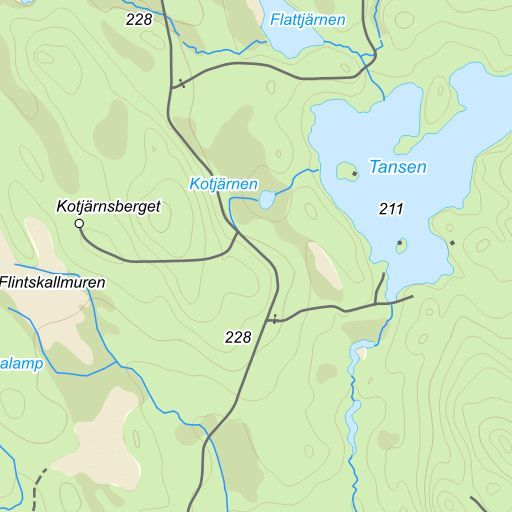 228
Flattjärnen
Tansen
Kotjärnen
Kotjärnsberget
211
Flintskallmuren
228
alamp